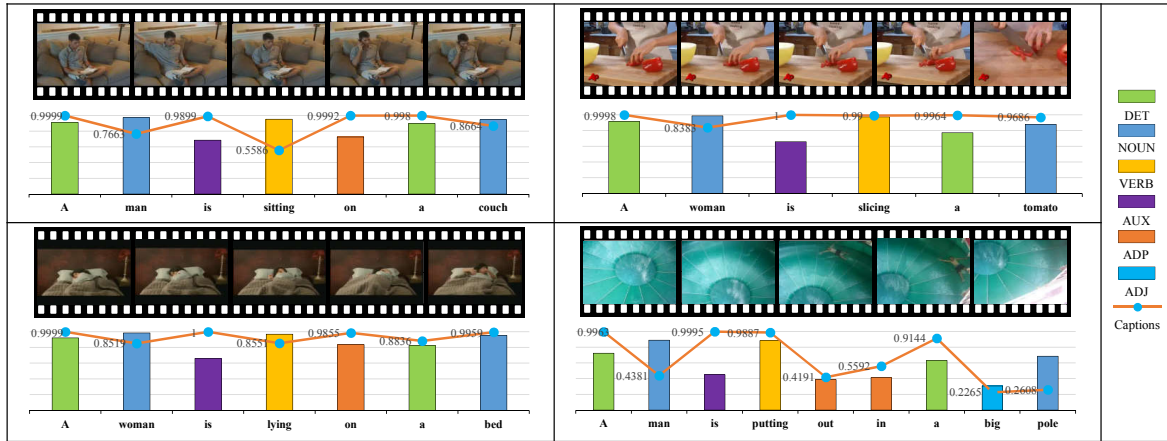 0.9999
0.7663
0.9899
0.5586
0.9992
0.998
0.8664
A man is sitting on a couch
0.9998
0.8383
1
0.99
0.9964
0.9686
A woman is slicing a tomato
DET
NOUN
VERB
AUX
ADP
ADJ
Captions
0.9999
0.8519
1
0.8551
0.9855
0.8836
0.9959
A woman is lying on a bed
0.9963
0.4381
0.9995
0.9887
0.4191
0.5592
0.9144
0.2265
0.2608
A man is putting out in a big pole